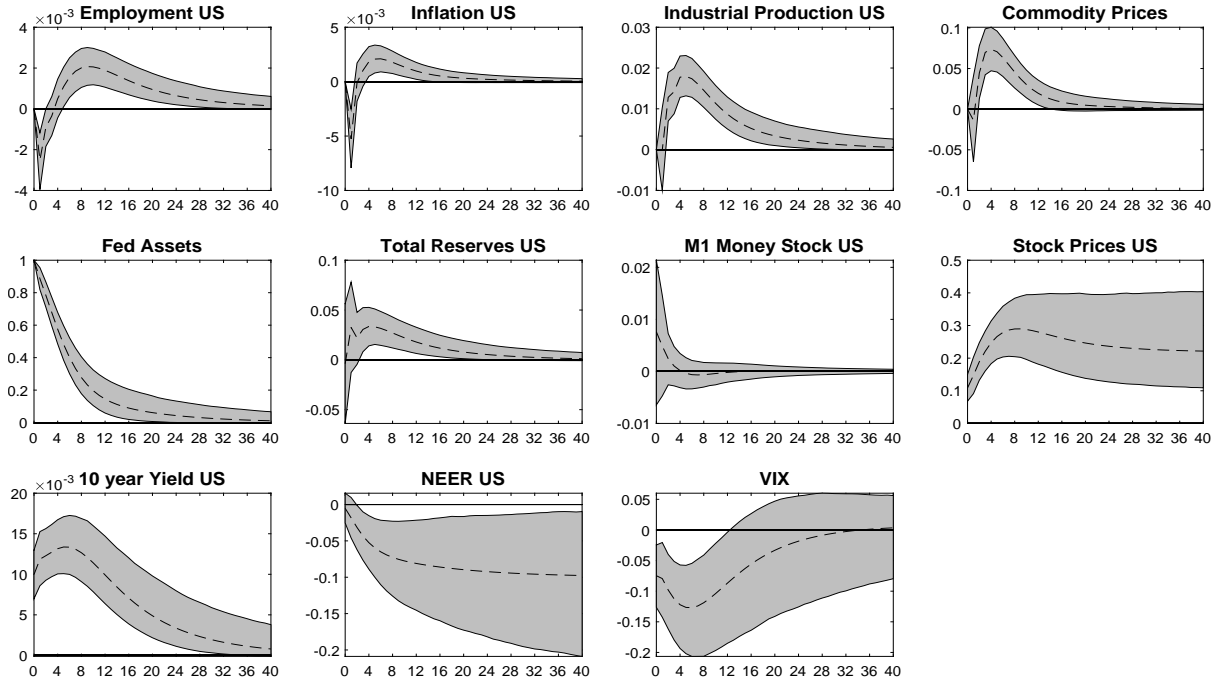 Employment US
×10⁻³
4
2
0
-2
-4
0 4 8 12 16 20 24 28 32 36 40
Inflation US
×10⁻³
5
0
-5
-10
0 4 8 12 16 20 24 28 32 36 40
Industrial Production US
0.03
0.02
0.01
0
-0.01
0 4 8 12 16 20 24 28 32 36 40
Commodity Prices
0.1
0.05
0
-0.05
-0.1
0 4 8 12 16 20 24 28 32 36 40
Fed Assets
1
0.8
0.6
0.4
0.2
0
0 4 8 12 16 20 24 28 32 36 40
Total Reserves US
0.1
0.05
0
-0.05
0 4 8 12 16 20 24 28 32 36 40
M1 Money Stock US
0.02
0.01
0
-0.01
0 4 8 12 16 20 24 28 32 36 40
Stock Prices US
0.5
0.4
0.3
0.2
0.1
0
0 4 8 12 16 20 24 28 32 36 40
×10⁻³ 10 year Yield US
20
15
10
5
0
0 4 8 12 16 20 24 28 32 36 40
NEER US
0
-0.05
-0.1
-0.15
-0.2
0 4 8 12 16 20 24 28 32 36 40
VIX
0.05
0
-0.05
-0.1
-0.15
-0.2
0 4 8 12 16 20 24 28 32 36 40